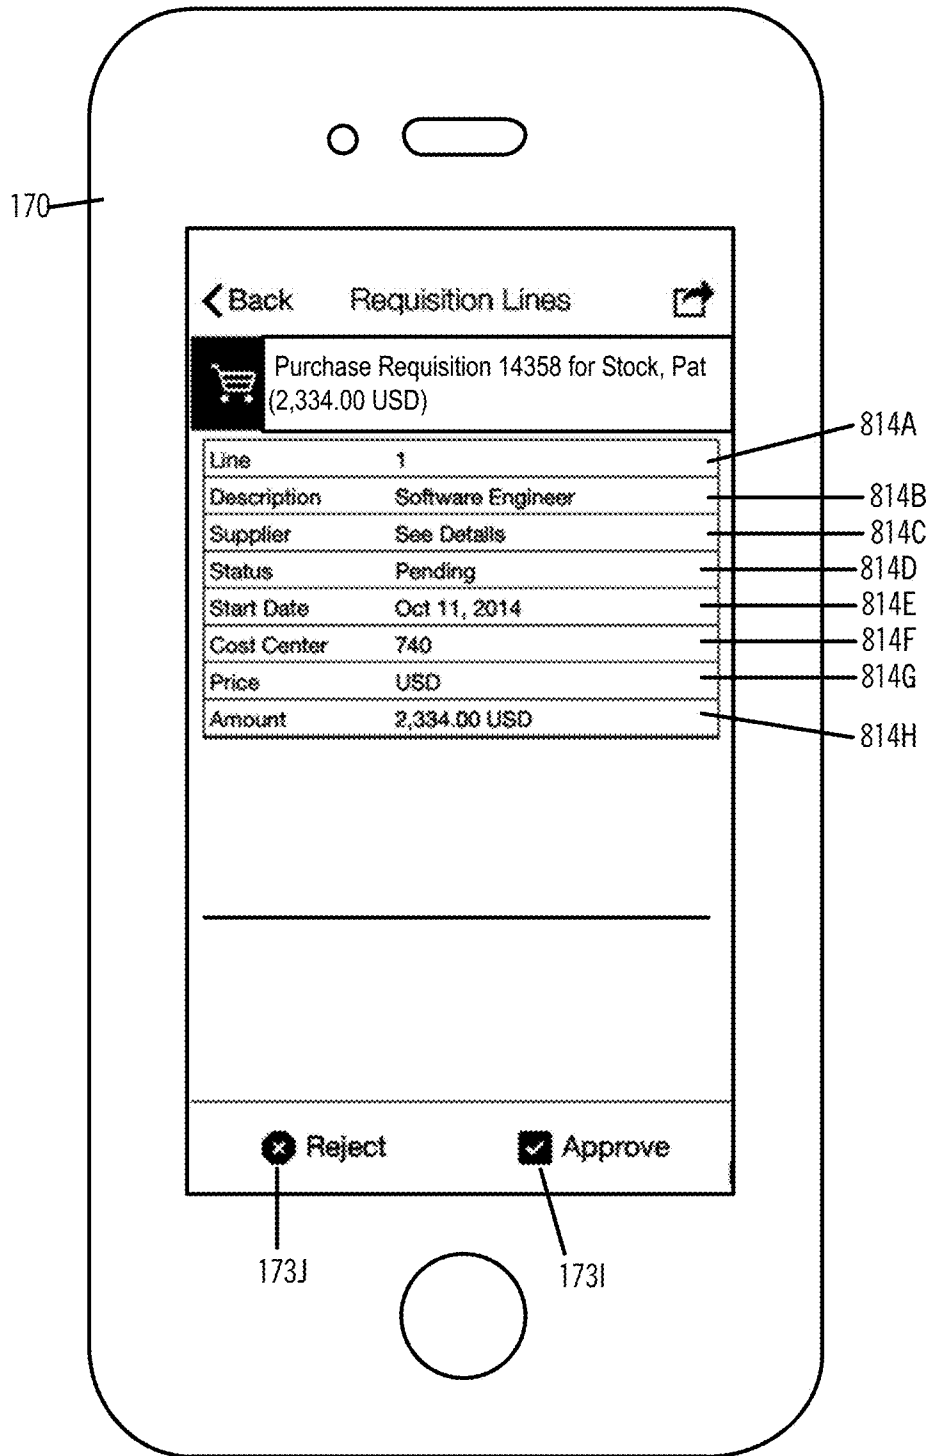 170
Back Requisition Lines
Purchase Requisition 14358 for Stock, Pat
(2,334.00 USD)
814A
Line 1
Description Software Engineer 814B
Supplier See Details 814C
Status Pending 814D
Start Date Oct 11, 2014 814E
Cost Center 740 814F
Price USD 814G
Amount 2,334.00 USD 814H
Reject Approve
173J 173I